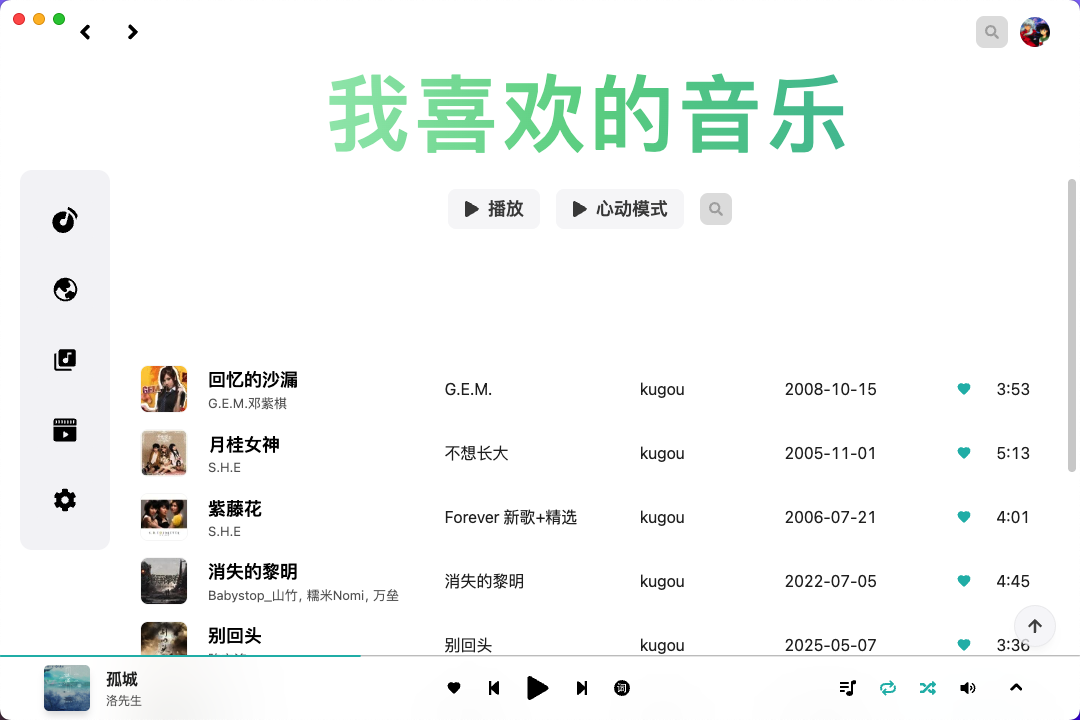 我喜欢的音乐
播放
心动模式
回忆的沙漏
G.E.M.邓紫棋
G.E.M.
kugou
2008-10-15
3:53
月桂女神
S.H.E
不想长大
kugou
2005-11-01
5:13
紫藤花
S.H.E
Forever 新歌+精选
kugou
2006-07-21
4:01
消失的黎明
Babystop_山竹, 糯米Nomi, 万垒
消失的黎明
kugou
2022-07-05
4:45
别回头
别回头
kugou
2025-05-07
3:36
孤城
洛先生
词